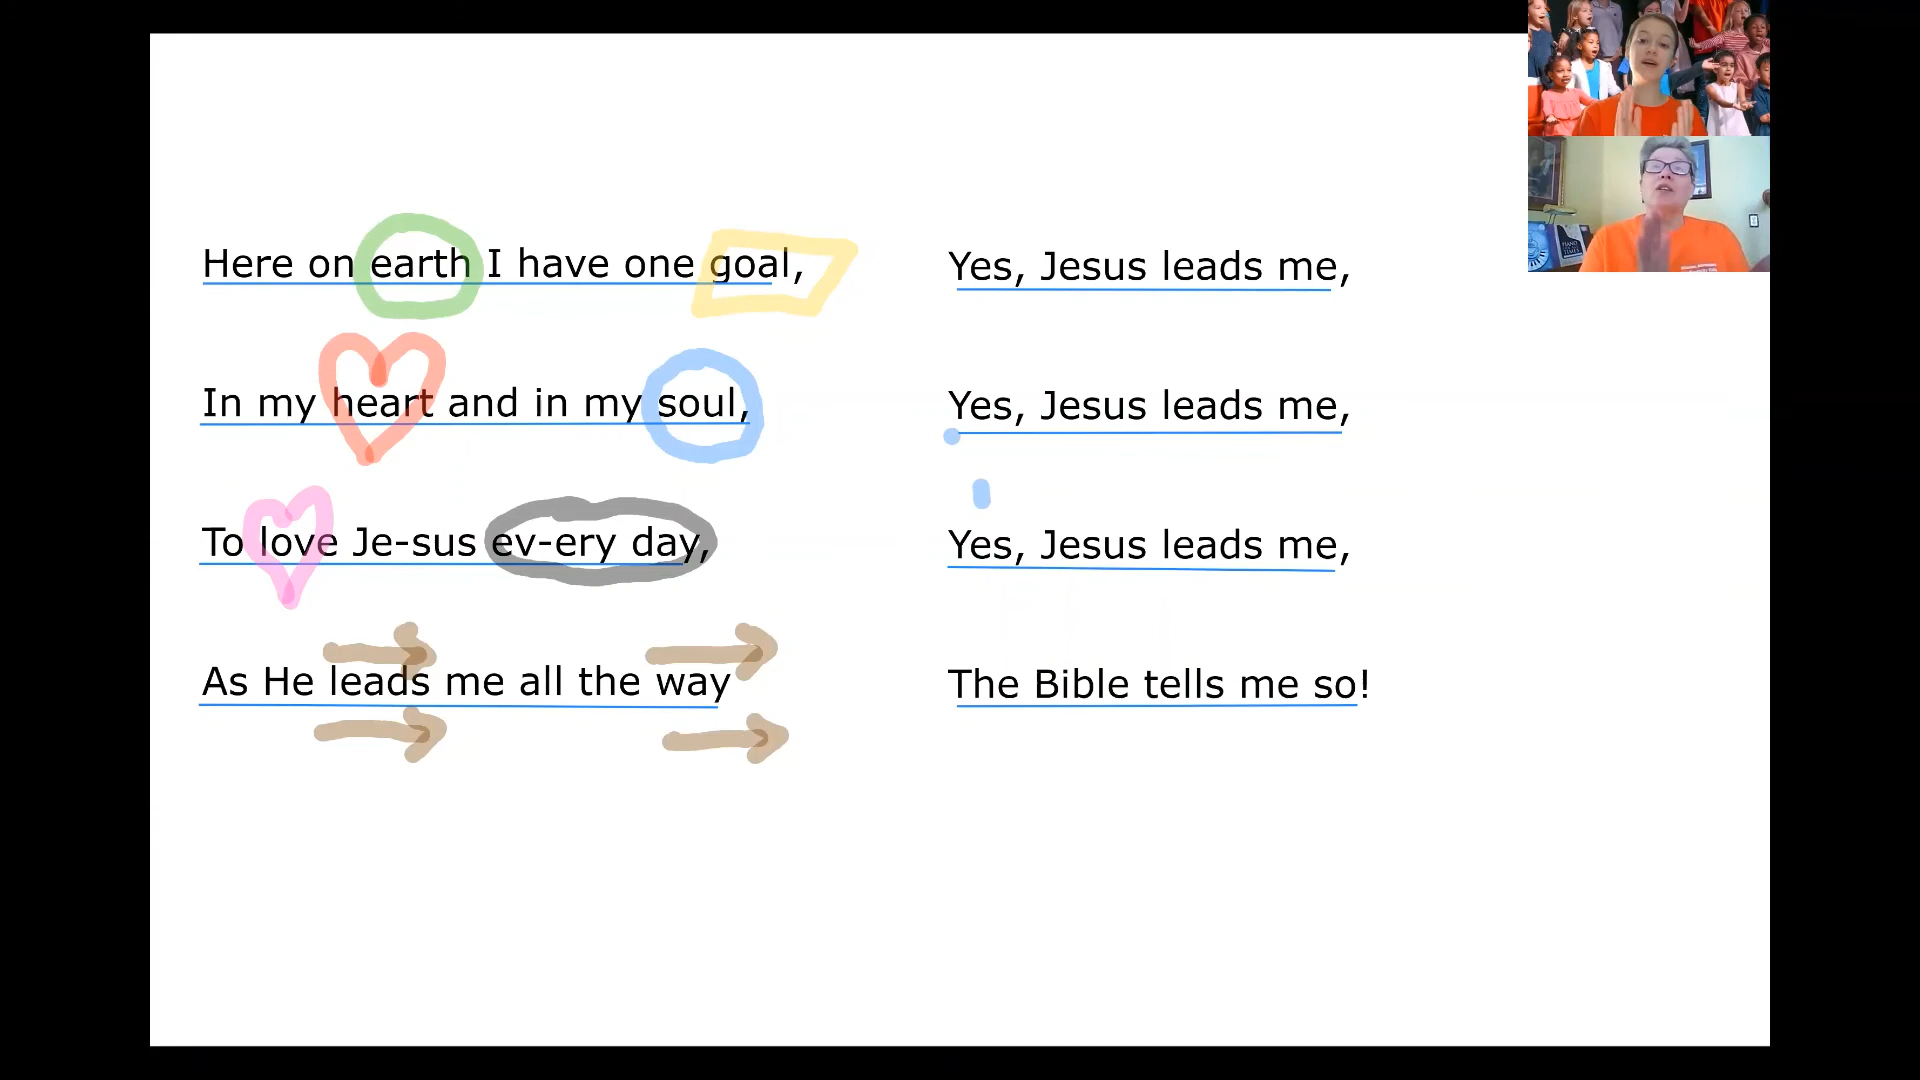 Here on earth I have one goal,
In my heart and in my soul,
To love Je-sus ev-ery day,
As He leads me all the way
Yes, Jesus leads me,
Yes, Jesus leads me,
Yes, Jesus leads me,
The Bible tells me so!